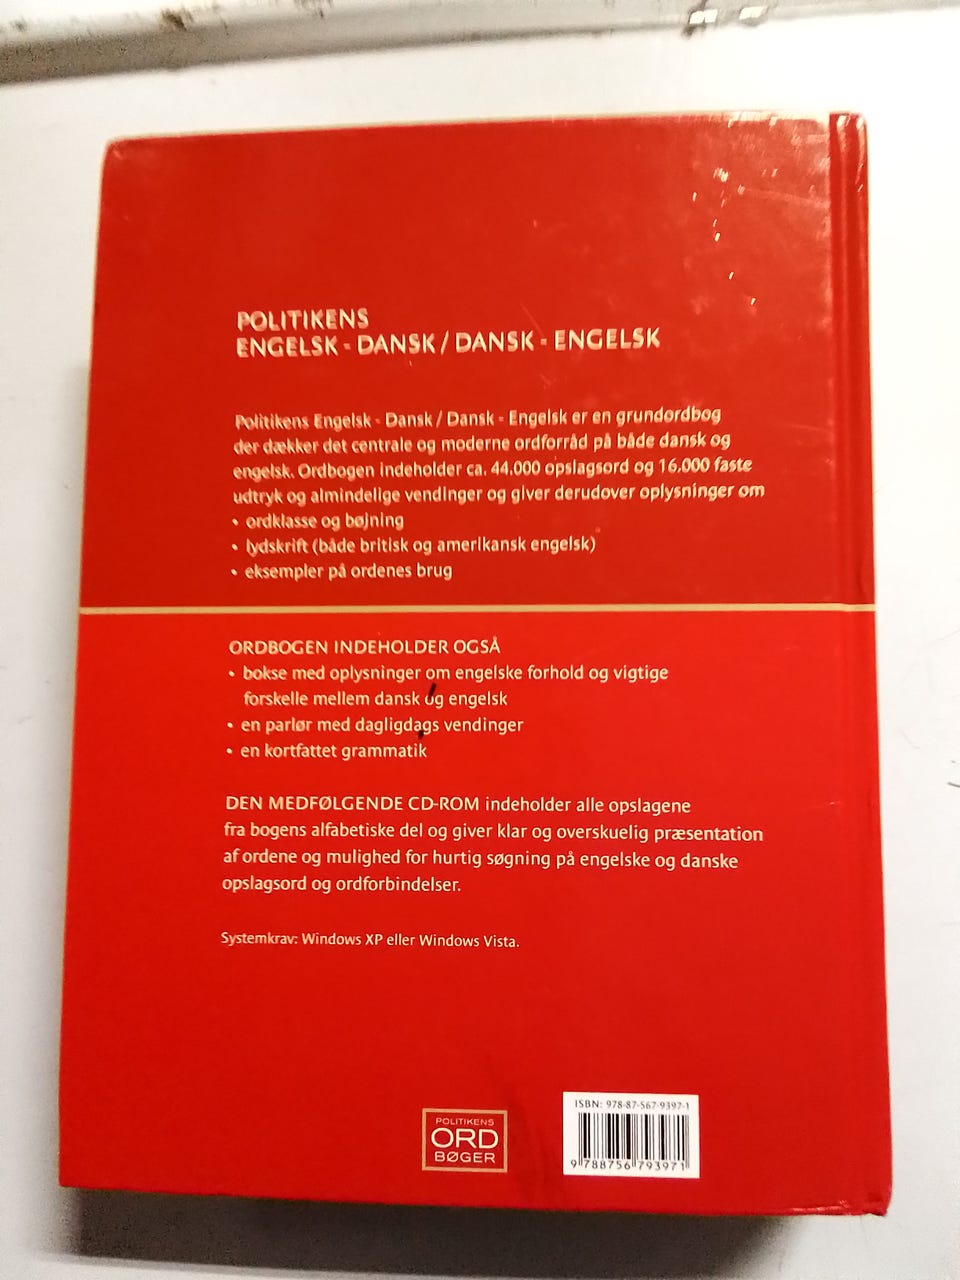 POLITIKENS
ENGELSK - DANSK / DANSK - ENGELSK
Politikens Engelsk - Dansk / Dansk - Engelsk er en grundordbog
der dækker det centrale og moderne ordforråd på både dansk og
engelsk. Ordbogen indeholder ca. 44.000 opslagsord og 16.000 faste
udtryk og almindelige vendinger og giver derudover oplysninger om
• ordklasse og bøjning
• lydskrift (både britisk og amerikansk engelsk)
• eksempler på ordenes brug
ORDBOGEN INDEHOLDER OGSÅ
• bokse med oplysninger om engelske forhold og vigtige
forskelle mellem dansk og engelsk
• en parlør med dagligdags vendinger
• en kortfattet grammatik
DEN MEDFØLGENDE CD-ROM indeholder alle opslagene
fra bogens alfabetiske del og giver klar og overskuelig præsentation
af ordene og mulighed for hurtig søgning på engelske og danske
opslagsord og ordforbindelser.
Systemkrav: Windows XP eller Windows Vista.
POLITIKENS
ORD
BØGER
ISBN: 978-87-567-9397-1
9 788756 793971